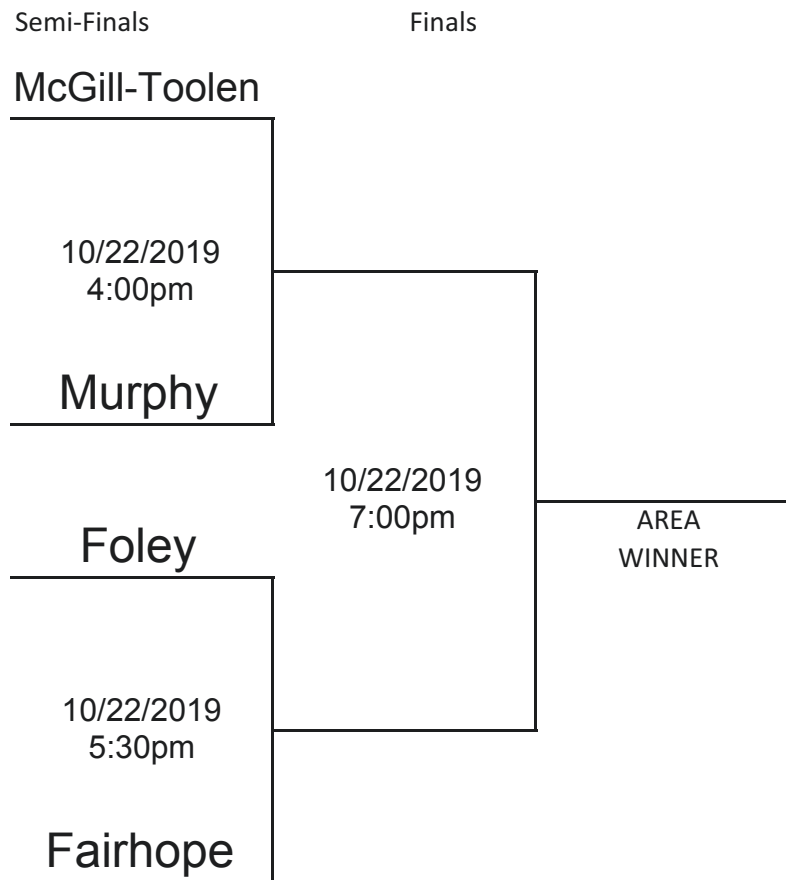 Semi-Finals
Finals
McGill-Toolen
10/22/2019
4:00pm
Murphy
10/22/2019
7:00pm
AREA
WINNER
Foley
10/22/2019
5:30pm
Fairhope